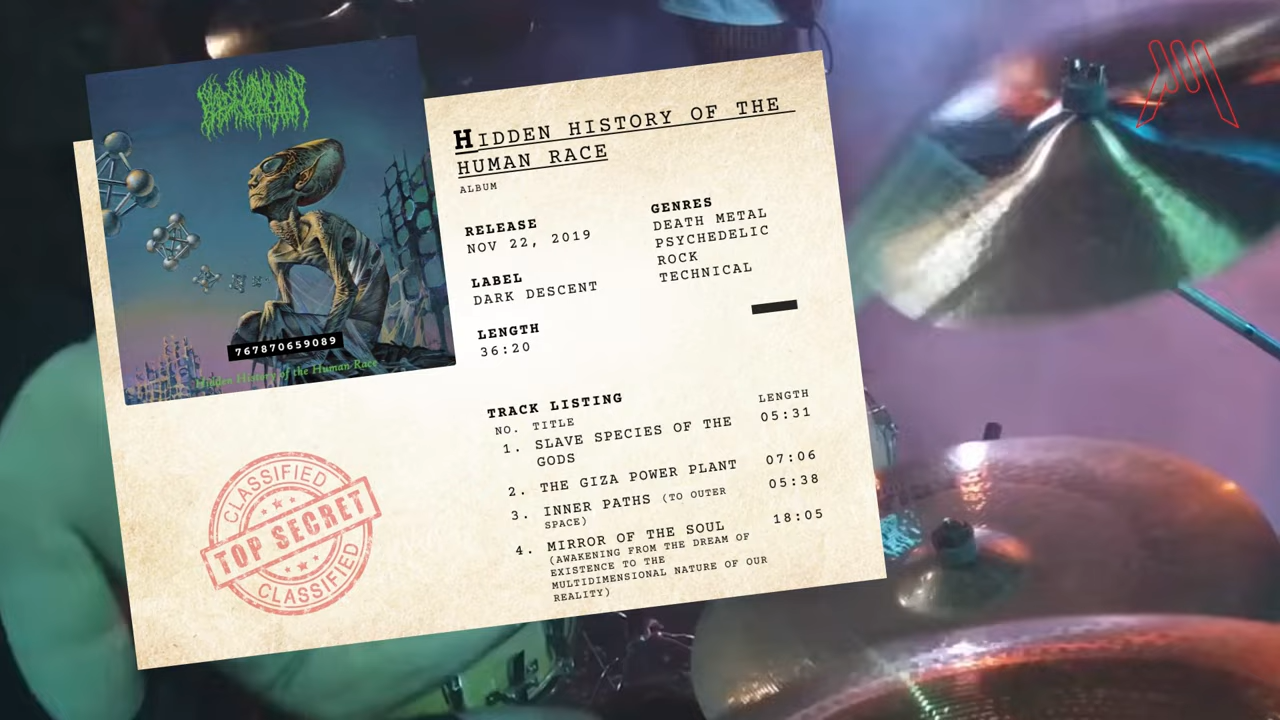 767870659089
Hidden History of the Human Race
HIDDEN HISTORY OF THE
HUMAN RACE
ALBUM
RELEASE
NOV 22, 2019
LABEL
DARK DESCENT
LENGTH
36:20
GENRES
DEATH METAL
PSYCHEDELIC
ROCK
TECHNICAL
TRACK LISTING
NO. TITLE LENGTH
1. SLAVE SPECIES OF THE 05:31
GODS
2. THE GIZA POWER PLANT 07:06
3. INNER PATHS (TO OUTER 05:38
SPACE)
4. MIRROR OF THE SOUL 18:05
(AWAKENING FROM THE DREAM OF
EXISTENCE TO THE
MULTIDIMENSIONAL NATURE OF OUR
REALITY)
CLASSIFIED
TOP SECRET
CLASSIFIED